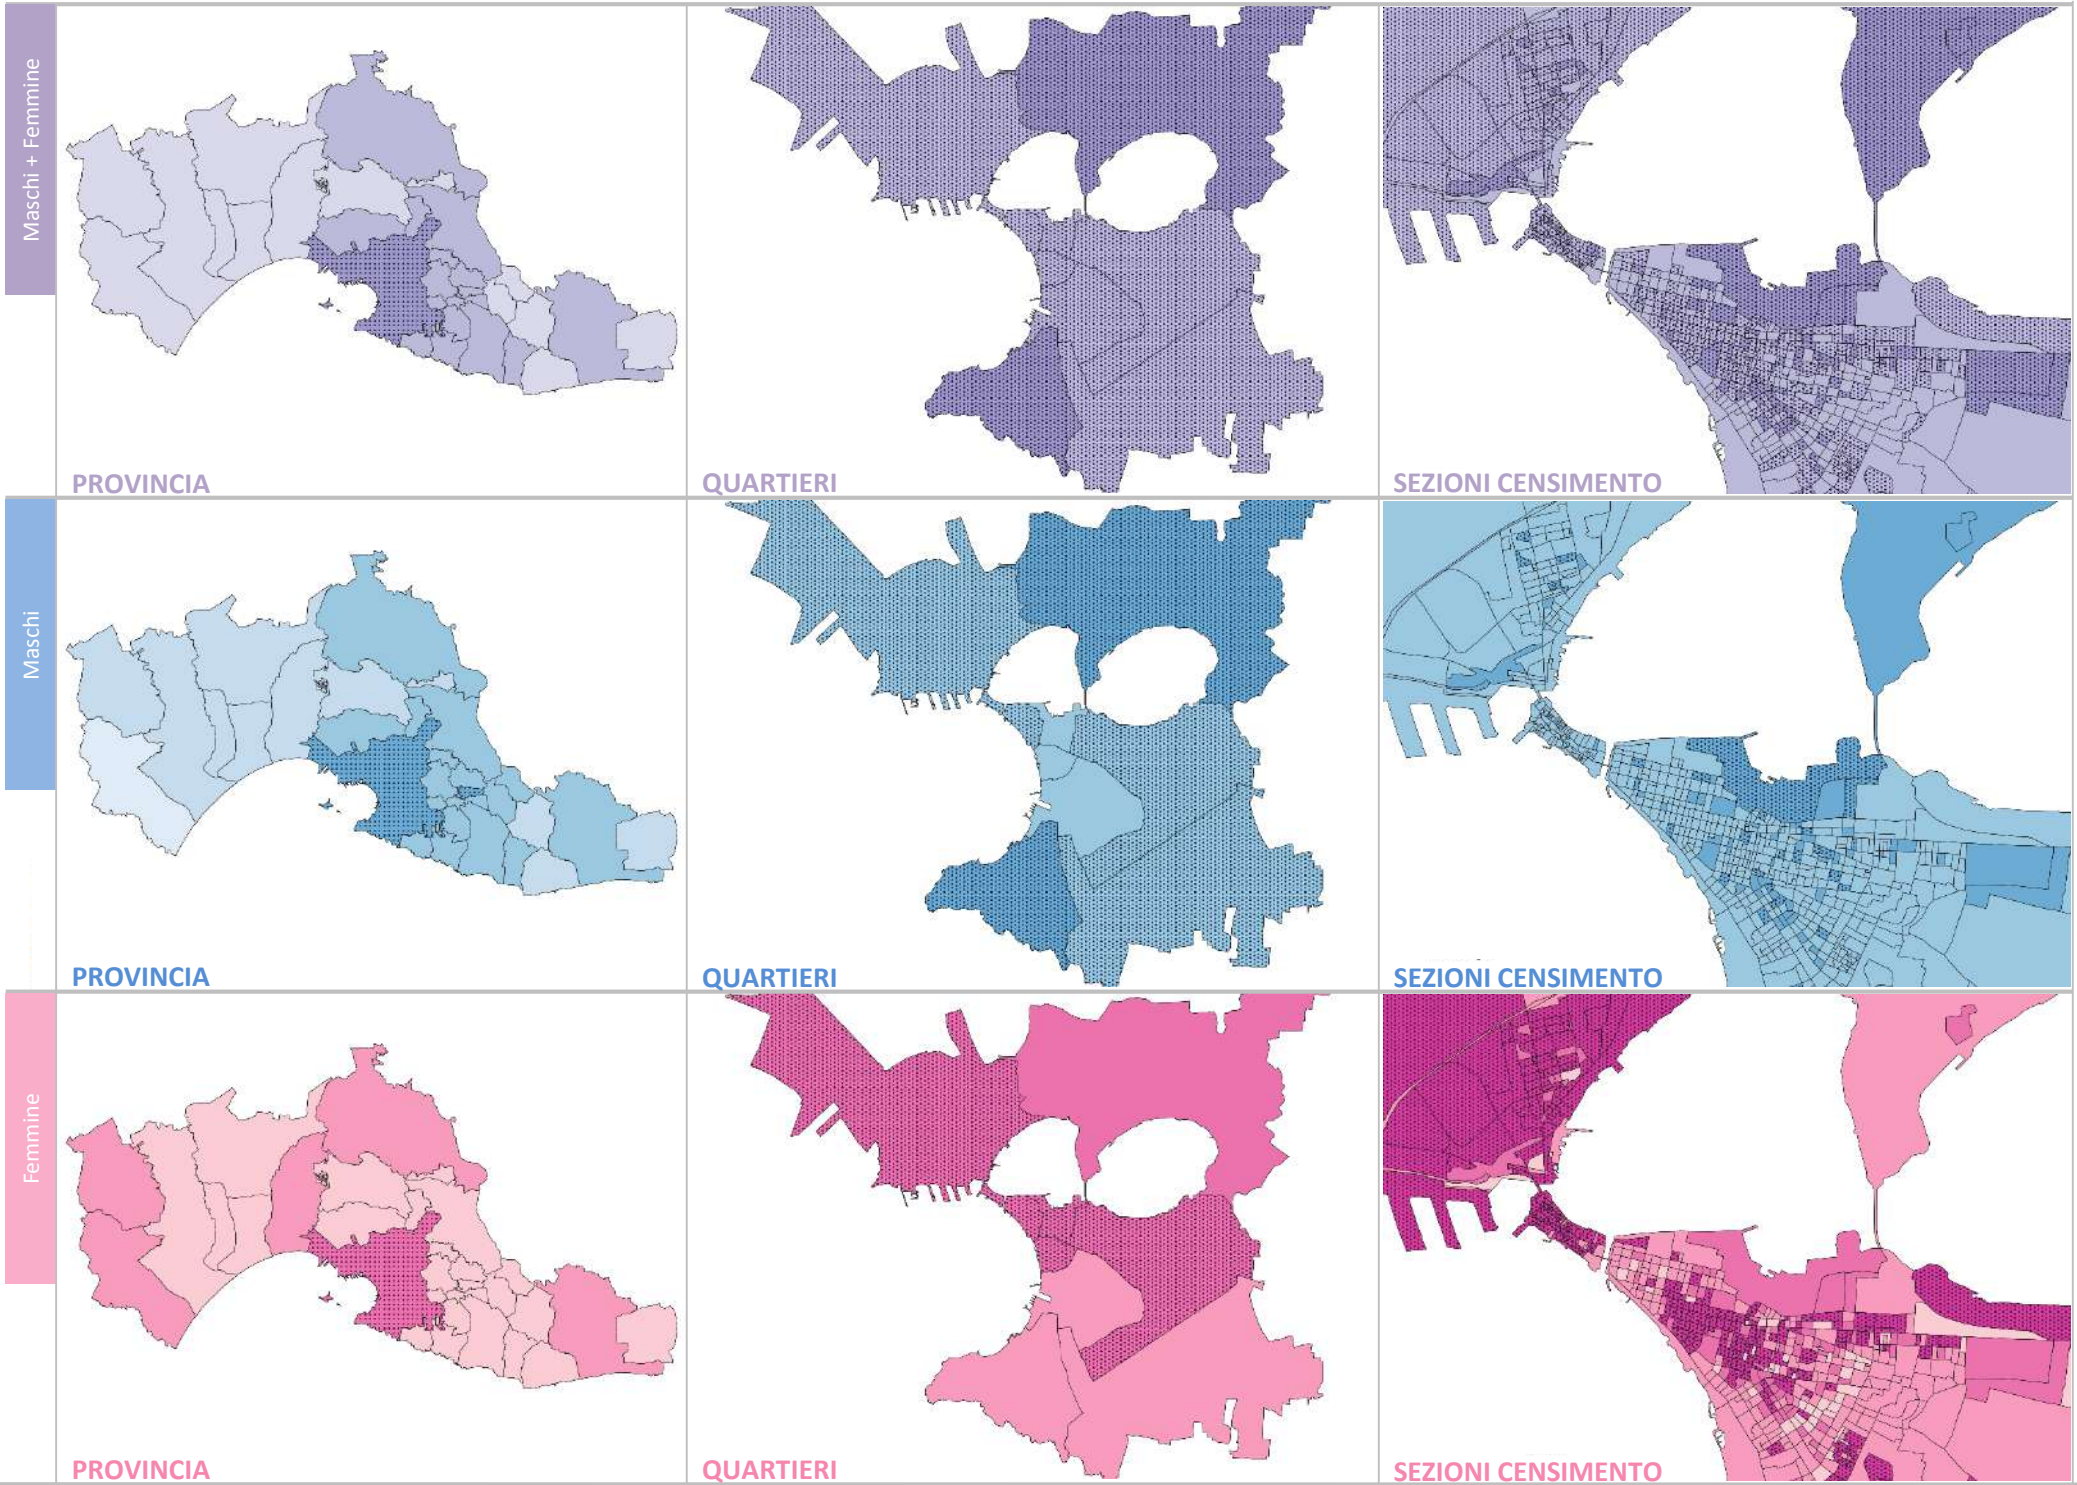 Maschi + Femmine
PROVINCIA
QUARTIERI
SEZIONI CENSIMENTO
Maschi
PROVINCIA
QUARTIERI
SEZIONI CENSIMENTO
Femmine
PROVINCIA
QUARTIERI
SEZIONI CENSIMENTO